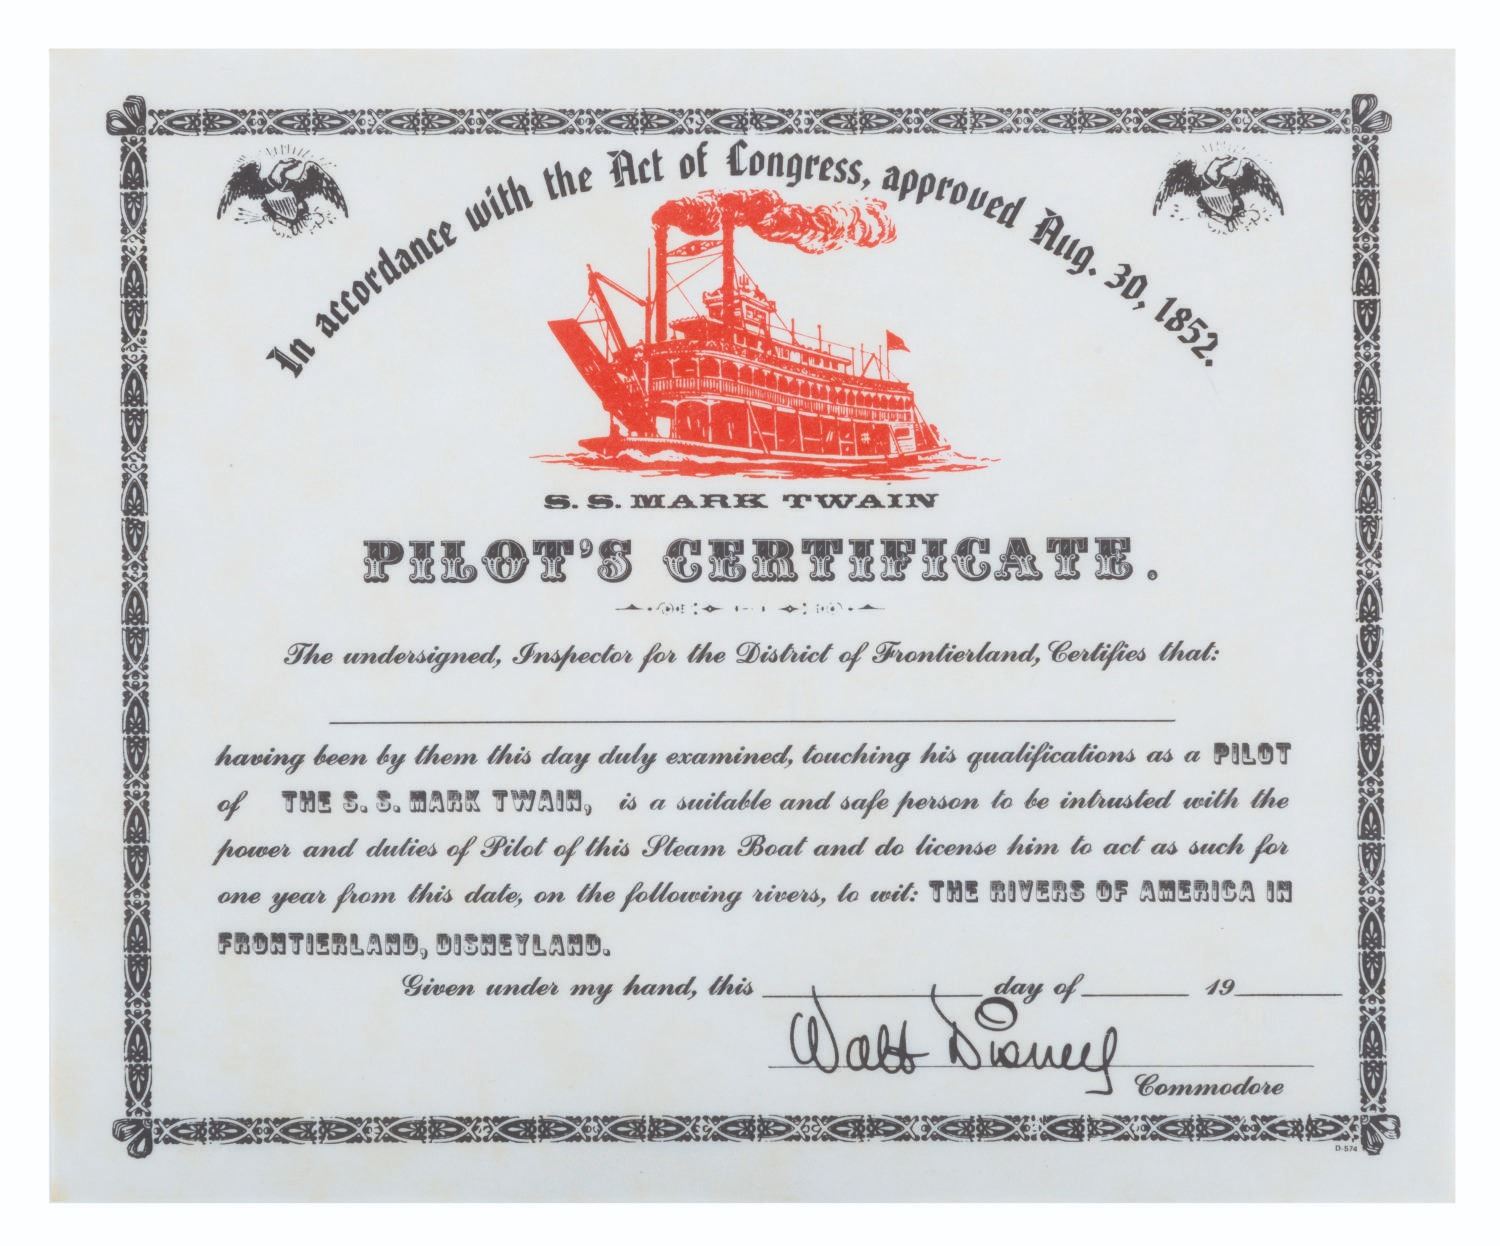 In accordance with the Act of Congress, approved Aug. 30, 1852.
S. S. MARK TWAIN
PILOT'S CERTIFICATE.
The undersigned, Inspector for the District of Frontierland, Certifies that:
having been by them this day duly examined, touching his qualifications as a PILOT
of THE S. S. MARK TWAIN, is a suitable and safe person to be intrusted with the
power and duties of Pilot of this Steam Boat and do license him to act as such for
one year from this date, on the following rivers, to wit: THE RIVERS OF AMERICA IN
FRONTIERLAND, DISNEYLAND.
Given under my hand, this day of 19
Walt Disney
Commodore
D-574